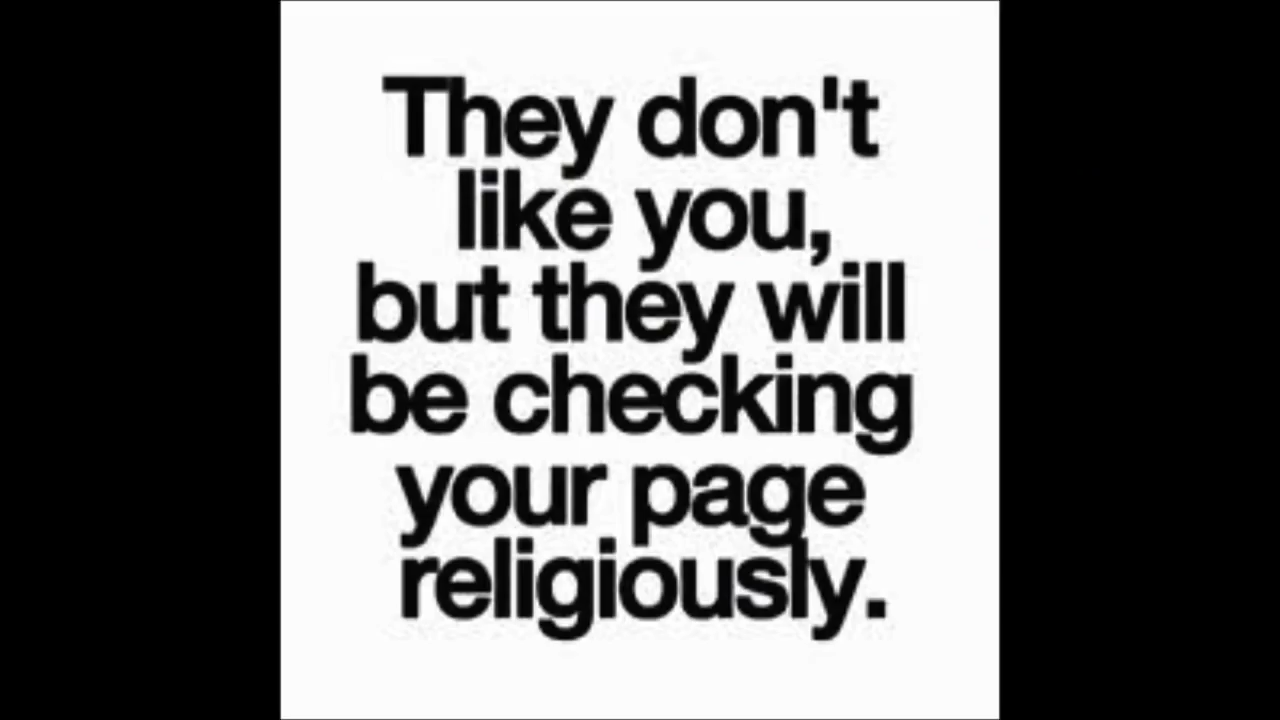 They don't
like you,
but they will
be checking
your page
religiously.